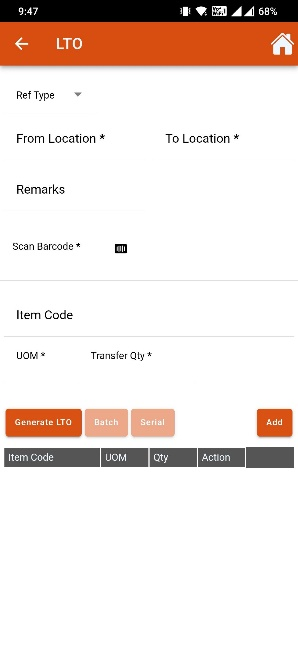 9:47 68%
LTO
Ref Type
From Location * To Location *
Remarks
Scan Barcode *
Item Code
UOM * Transfer Qty *
Generate LTO Batch Serial Add
Item Code UOM Qty Action